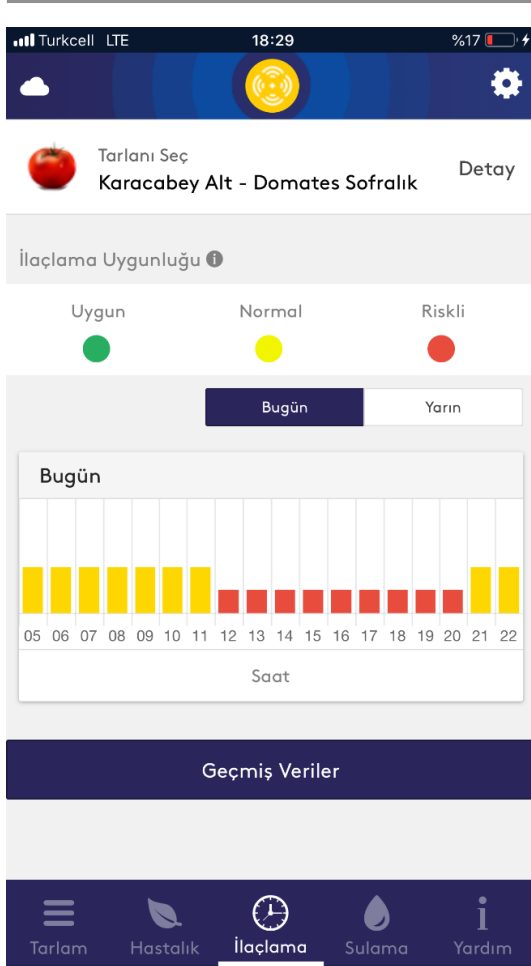 Turkcell LTE 18:29 %17
Tarlanı Seç
Karacabey Alt - Domates Sofralık Detay
İlaçlama Uygunluğu i
Uygun Normal Riskli
Bugün Yarın
Bugün
05 06 07 08 09 10 11 12 13 14 15 16 17 18 19 20 21 22
Saat
Geçmiş Veriler
Tarlam Hastalık İlaçlama Sulama Yardım